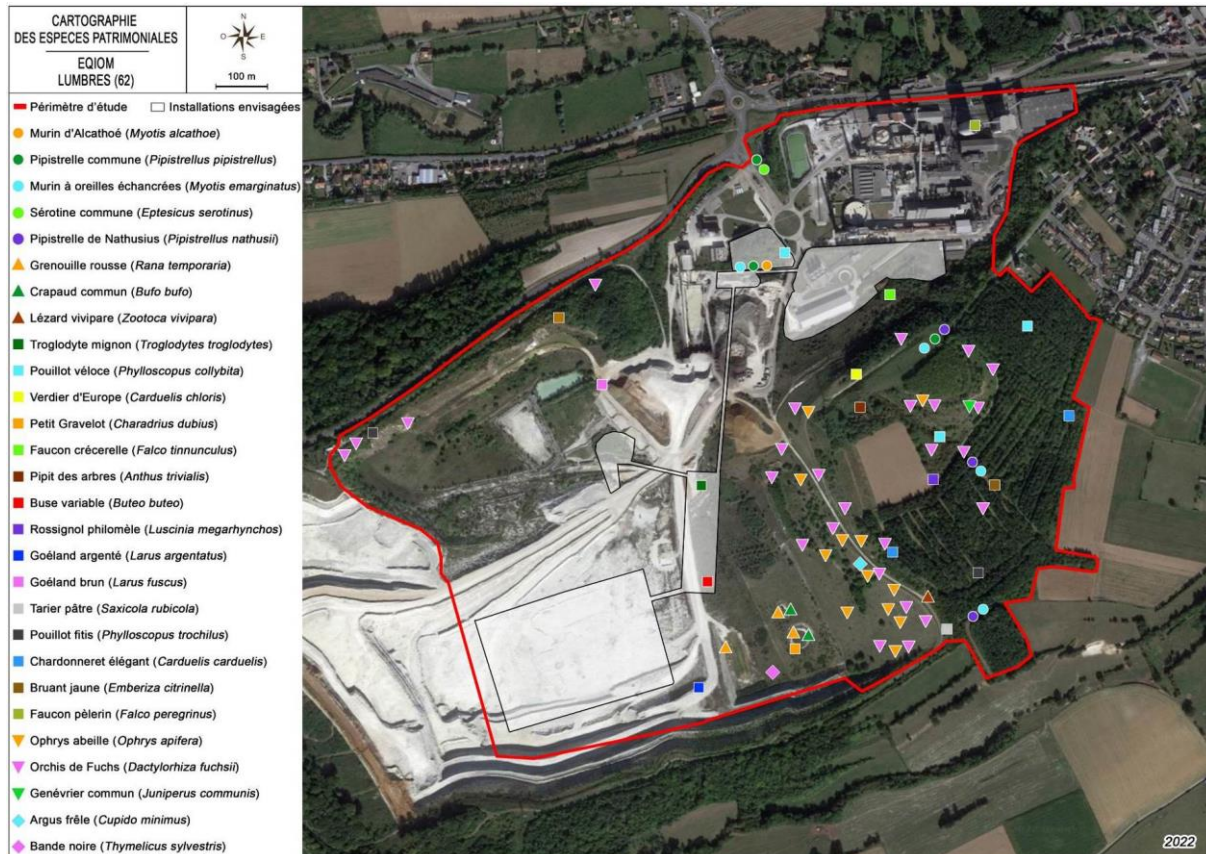 CARTOGRAPHIE
DES ESPECES PATRIMONIALES
EQIOM
LUMBRES (62)
N
O
E
S
100 m
Périmètre d'étude
Installations envisagées
Murin d'Alcathoé (Myotis alcathoe)
Pipistrelle commune (Pipistrellus pipistrellus)
Murin à oreilles échancrées (Myotis emarginatus)
Sérotine commune (Eptesicus serotinus)
Pipistrelle de Nathusius (Pipistrellus nathusii)
Grenouille rousse (Rana temporaria)
Crapaud commun (Bufo bufo)
Lézard vivipare (Zootoca vivipara)
Troglodyte mignon (Troglodytes troglodytes)
Pouillot véloce (Phylloscopus collybita)
Verdier d'Europe (Carduelis chloris)
Petit Gravelot (Charadrius dubius)
Faucon crécerelle (Falco tinnunculus)
Pipit des arbres (Anthus trivialis)
Buse variable (Buteo buteo)
Rossignol philomèle (Luscinia megarhynchos)
Goéland argenté (Larus argentatus)
Goéland brun (Larus fuscus)
Tarier pâtre (Saxicola rubicola)
Pouillot fitis (Phylloscopus trochilus)
Chardonneret élégant (Carduelis carduelis)
Bruant jaune (Emberiza citrinella)
Faucon pèlerin (Falco peregrinus)
Ophrys abeille (Ophrys apifera)
Orchis de Fuchs (Dactylorhiza fuchsii)
Genévrier commun (Juniperus communis)
Argus frêle (Cupido minimus)
Bande noire (Thymelicus sylvestris)
2022